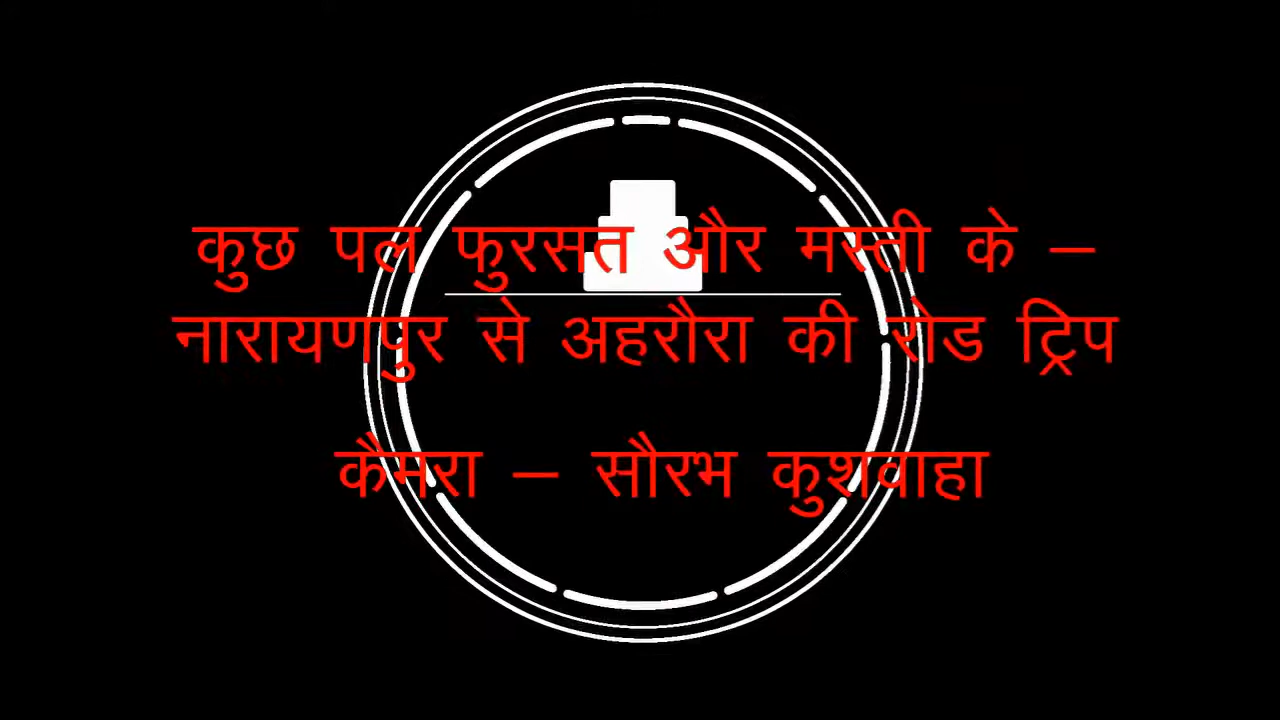 कुछ पल फुरसत और मस्ती के –
नारायणपुर से अहरौरा की रोड ट्रिप
कैमरा – सौरभ कुशवाहा